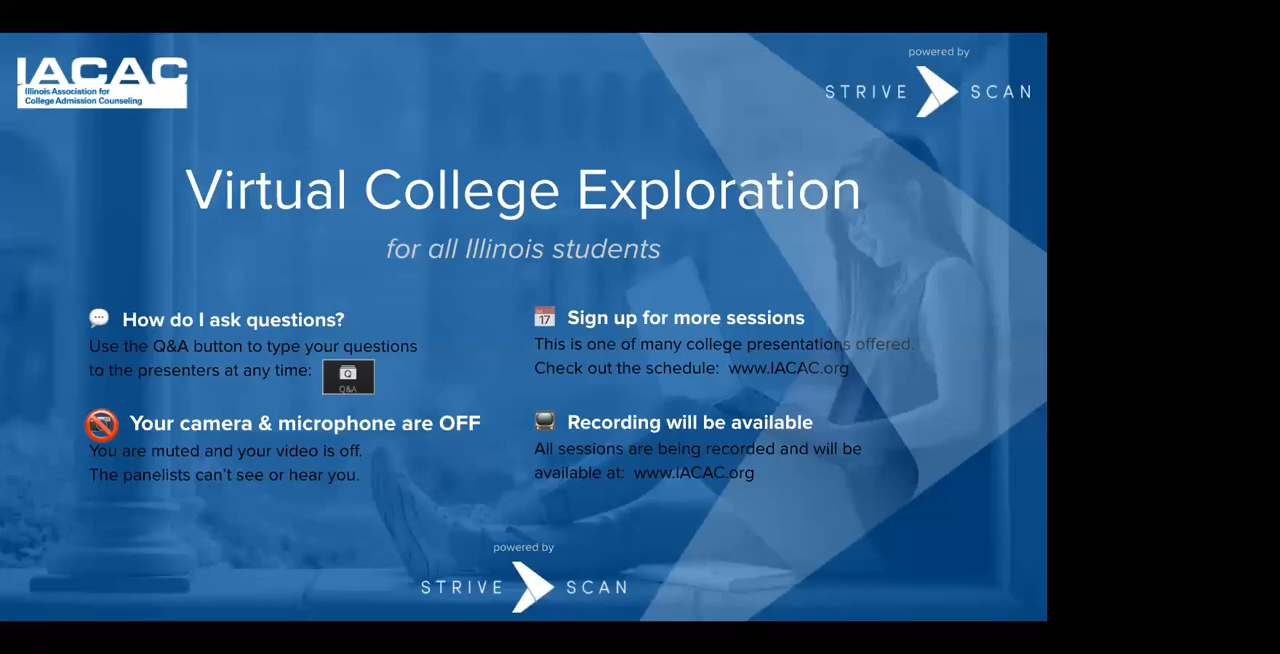 IACAC
Illinois Association for
College Admission Counseling
powered by
STRIVE SCAN
Virtual College Exploration
for all Illinois students
How do I ask questions?
Use the Q&A button to type your questions
to the presenters at any time:
Q
Q&A
Your camera & microphone are OFF
You are muted and your video is off.
The panelists can't see or hear you.
17
Sign up for more sessions
This is one of many college presentations offered.
Check out the schedule: www.IACAC.org
Recording will be available
All sessions are being recorded and will be
available at: www.IACAC.org
powered by
STRIVE SCAN